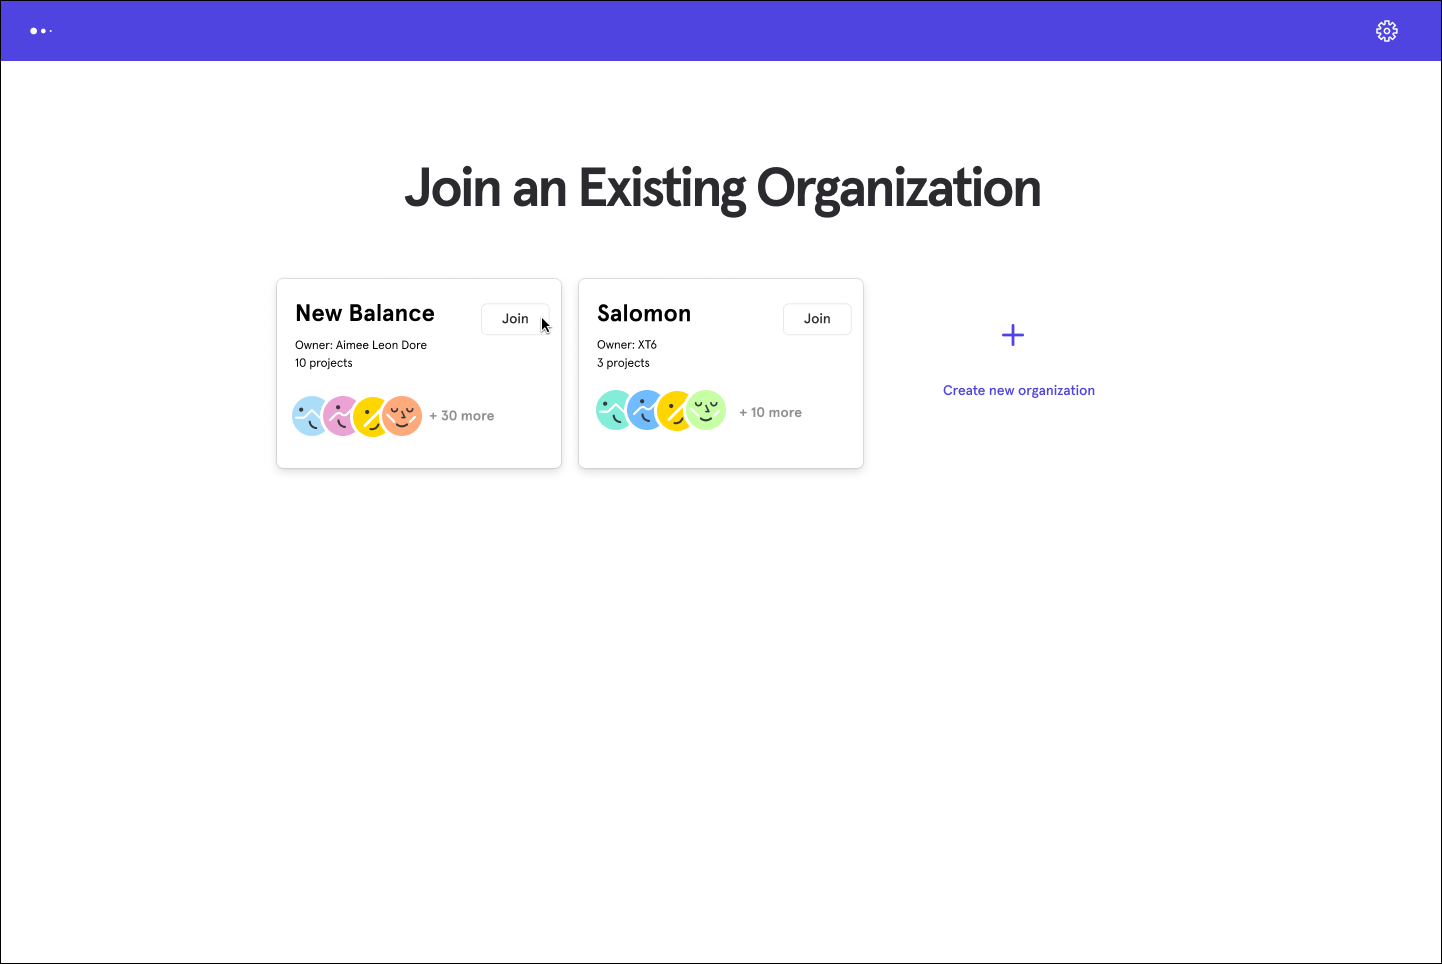 Join an Existing Organization
New Balance
Join
Owner: Aimee Leon Dore
10 projects
+ 30 more
Salomon
Join
Owner: XT6
3 projects
+ 10 more
Create new organization